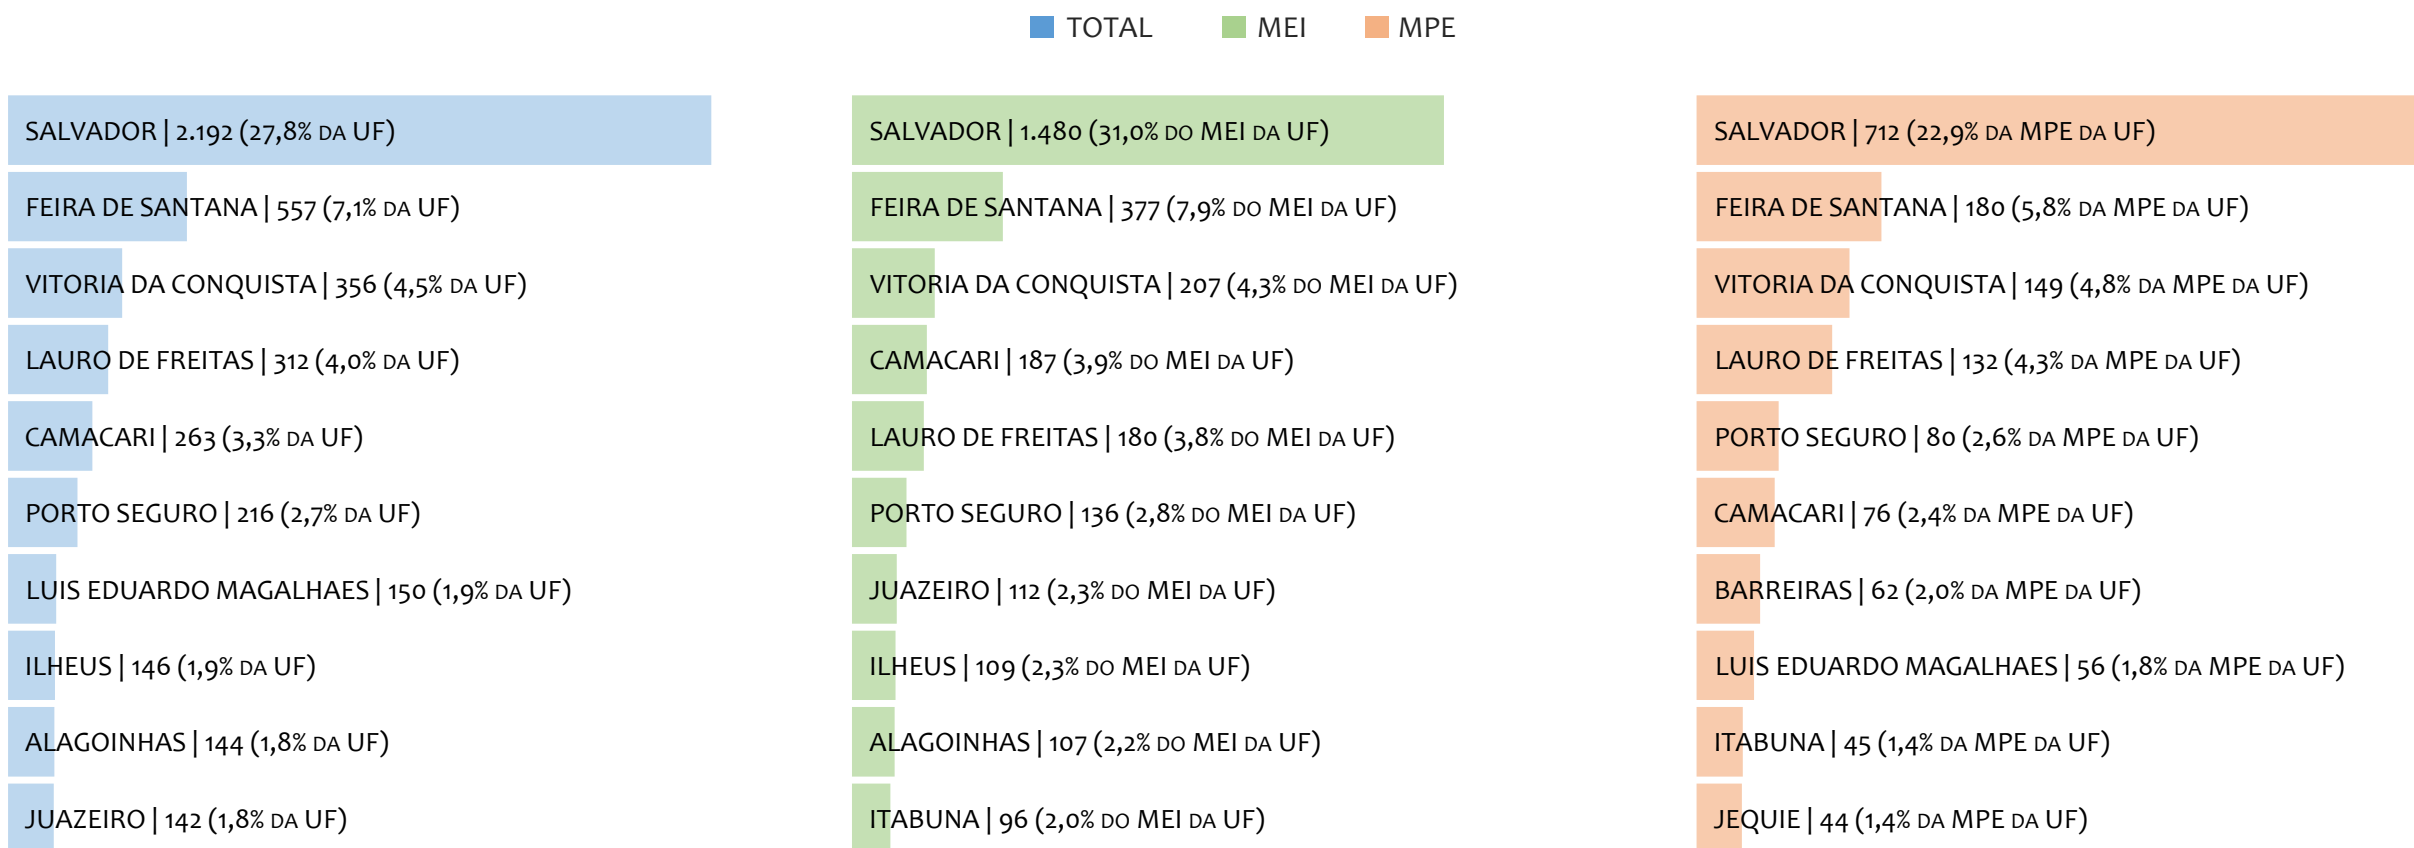 TOTAL MEI MPE
SALVADOR | 2.192 (27,8% DA UF)
FEIRA DE SANTANA | 557 (7,1% DA UF)
VITORIA DA CONQUISTA | 356 (4,5% DA UF)
LAURO DE FREITAS | 312 (4,0% DA UF)
CAMACARI | 263 (3,3% DA UF)
PORTO SEGURO | 216 (2,7% DA UF)
LUIS EDUARDO MAGALHAES | 150 (1,9% DA UF)
ILHEUS | 146 (1,9% DA UF)
ALAGOINHAS | 144 (1,8% DA UF)
JUAZEIRO | 142 (1,8% DA UF)
SALVADOR | 1.480 (31,0% DO MEI DA UF)
FEIRA DE SANTANA | 377 (7,9% DO MEI DA UF)
VITORIA DA CONQUISTA | 207 (4,3% DO MEI DA UF)
CAMACARI | 187 (3,9% DO MEI DA UF)
LAURO DE FREITAS | 180 (3,8% DO MEI DA UF)
PORTO SEGURO | 136 (2,8% DO MEI DA UF)
JUAZEIRO | 112 (2,3% DO MEI DA UF)
ILHEUS | 109 (2,3% DO MEI DA UF)
ALAGOINHAS | 107 (2,2% DO MEI DA UF)
ITABUNA | 96 (2,0% DO MEI DA UF)
SALVADOR | 712 (22,9% DA MPE DA UF)
FEIRA DE SANTANA | 180 (5,8% DA MPE DA UF)
VITORIA DA CONQUISTA | 149 (4,8% DA MPE DA UF)
LAURO DE FREITAS | 132 (4,3% DA MPE DA UF)
PORTO SEGURO | 80 (2,6% DA MPE DA UF)
CAMACARI | 76 (2,4% DA MPE DA UF)
BARREIRAS | 62 (2,0% DA MPE DA UF)
LUIS EDUARDO MAGALHAES | 56 (1,8% DA MPE DA UF)
ITABUNA | 45 (1,4% DA MPE DA UF)
JEQUIE | 44 (1,4% DA MPE DA UF)